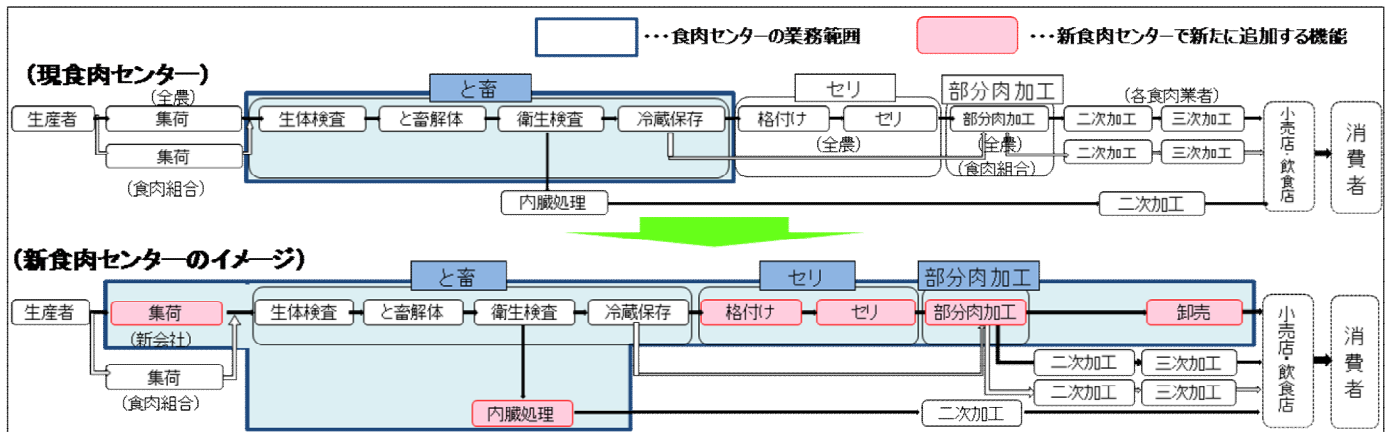 ・・・食肉センターの業務範囲
・・・新食肉センターで新たに追加する機能
（現食肉センター）
と畜
セリ
部分肉加工
（全農）
（各食肉業者）
生産者
集荷
生体検査
と畜解体
衛生検査
冷蔵保存
格付け
セリ
部分肉加工
二次加工
三次加工
集荷
（全農）
（全農）
二次加工
三次加工
（食肉組合）
（食肉組合）
内臓処理
二次加工
小売店・飲食店
消費者
（新食肉センターのイメージ）
と畜
セリ
部分肉加工
生産者
集荷
生体検査
と畜解体
衛生検査
冷蔵保存
格付け
セリ
部分肉加工
卸売
（新会社）
集荷
二次加工
三次加工
（食肉組合）
二次加工
三次加工
内臓処理
二次加工
小売店・飲食店
消費者